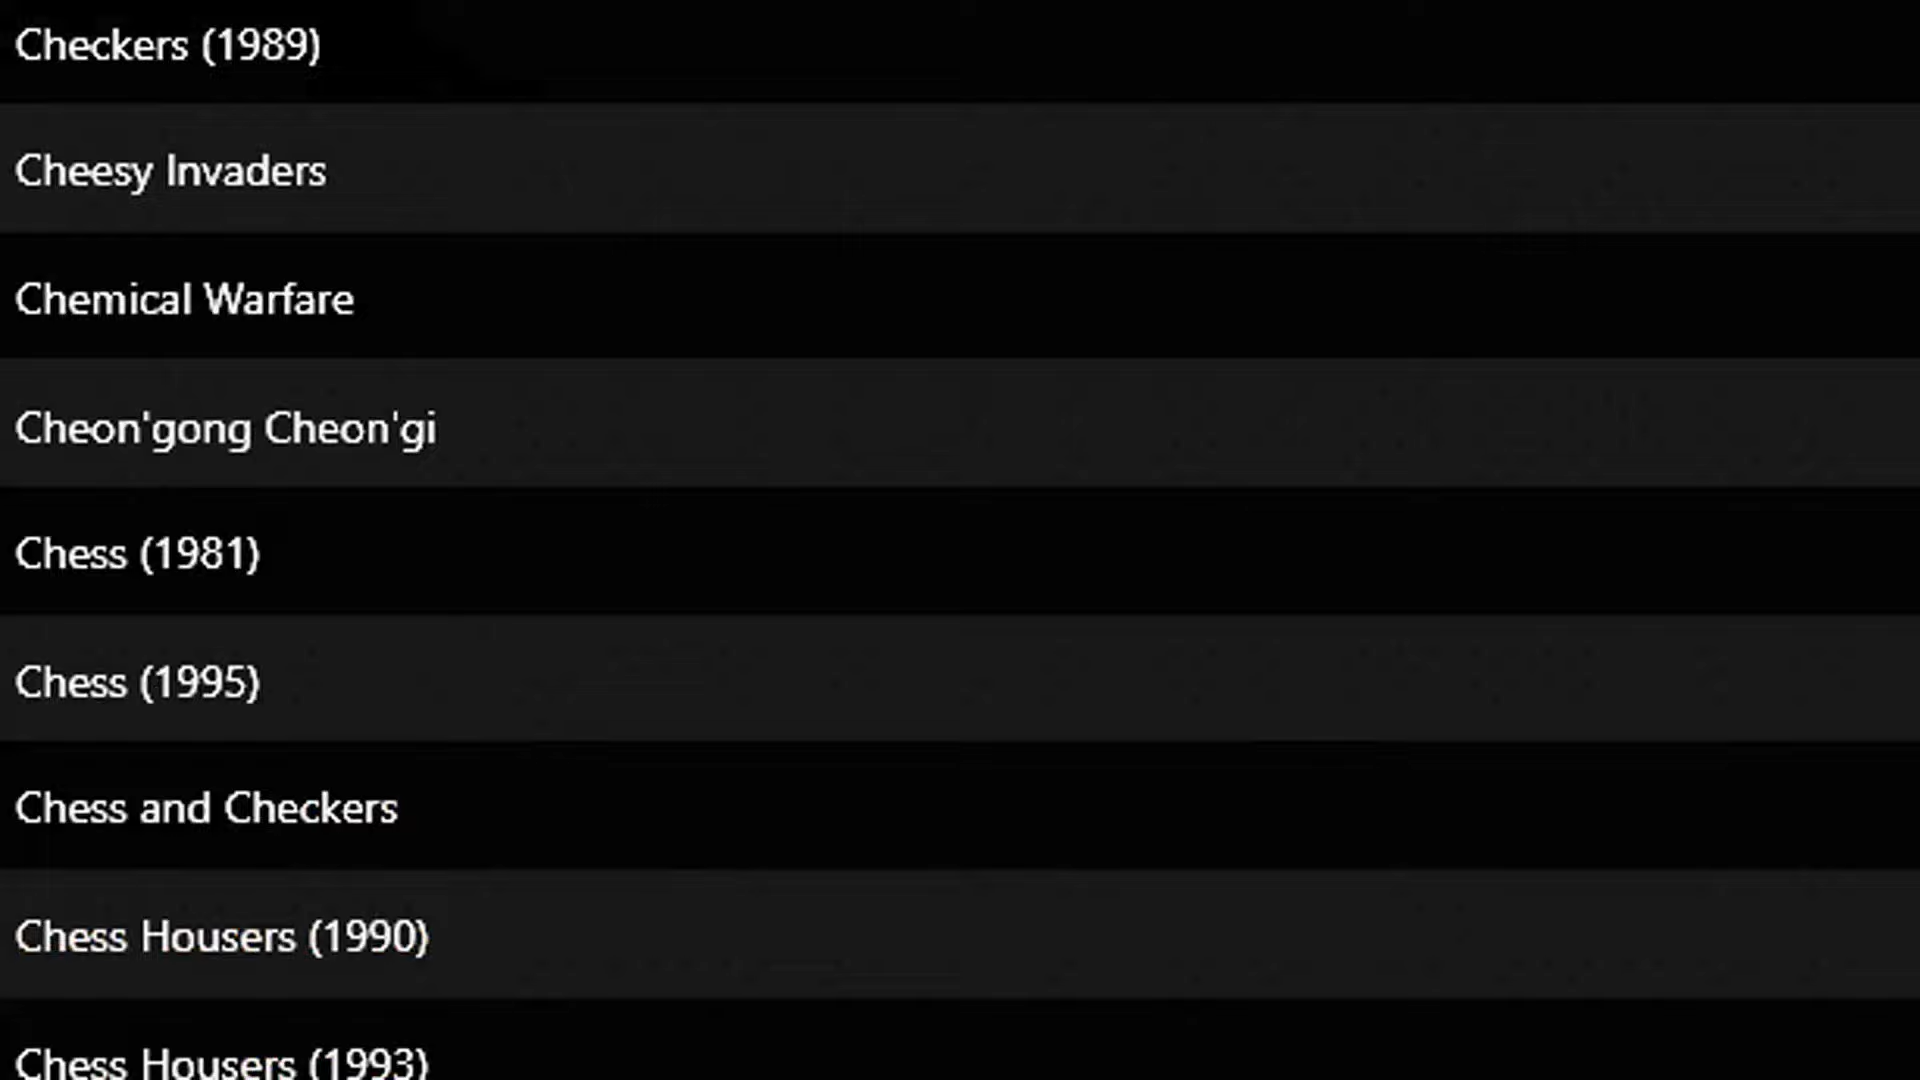 Checkers (1989)
Cheesy Invaders
Chemical Warfare
Cheon'gong Cheon'gi
Chess (1981)
Chess (1995)
Chess and Checkers
Chess Housers (1990)
Chess Housers (1993)